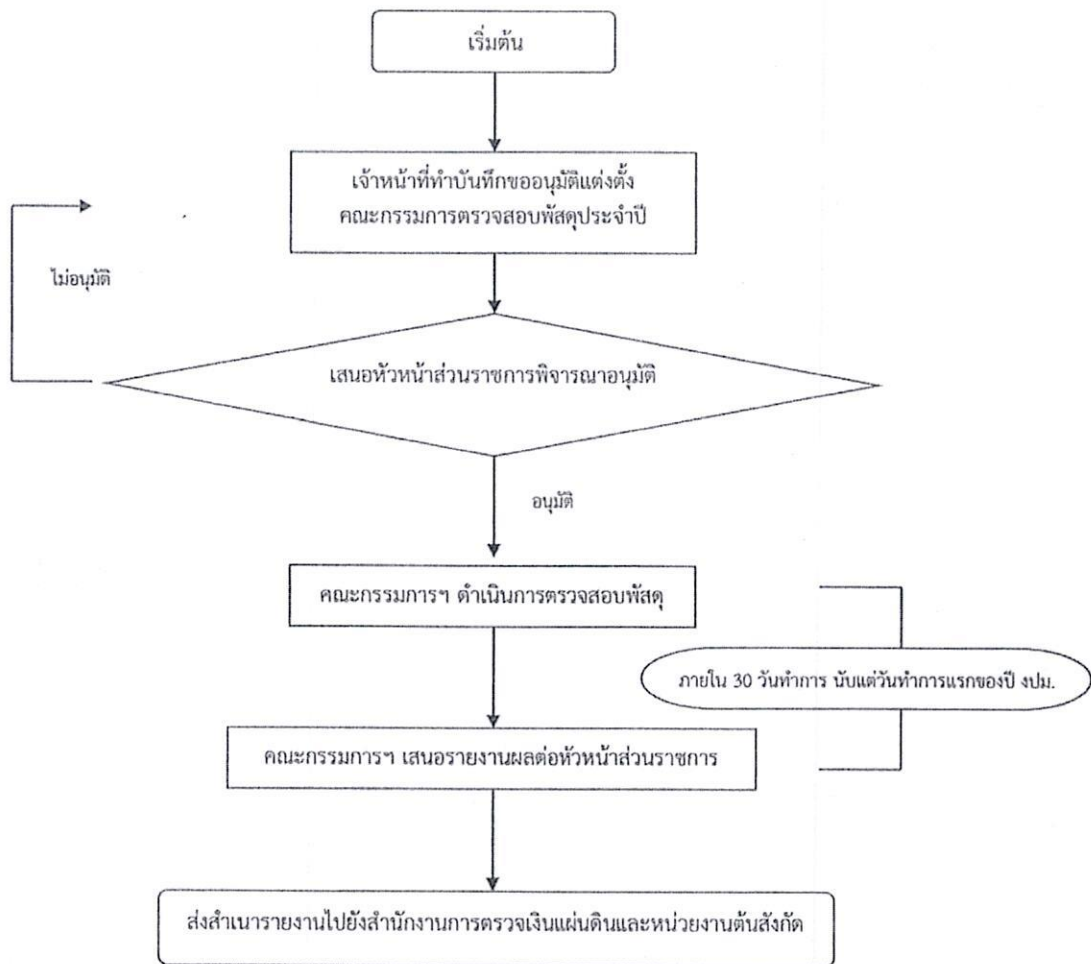 เริ่มต้น
เจ้าหน้าที่ทำบันทึกขออนุมัติแต่งตั้ง
คณะกรรมการตรวจสอบพัสดุประจำปี
ไม่อนุมัติ
เสนอหัวหน้าส่วนราชการพิจารณาอนุมัติ
อนุมัติ
คณะกรรมการฯ ดำเนินการตรวจสอบพัสดุ
ภายใน 30 วันทำการ นับแต่วันทำการแรกของปี งปม.
คณะกรรมการฯ เสนอรายงานผลต่อหัวหน้าส่วนราชการ
ส่งสำเนารายงานไปยังสำนักงานการตรวจเงินแผ่นดินและหน่วยงานต้นสังกัด